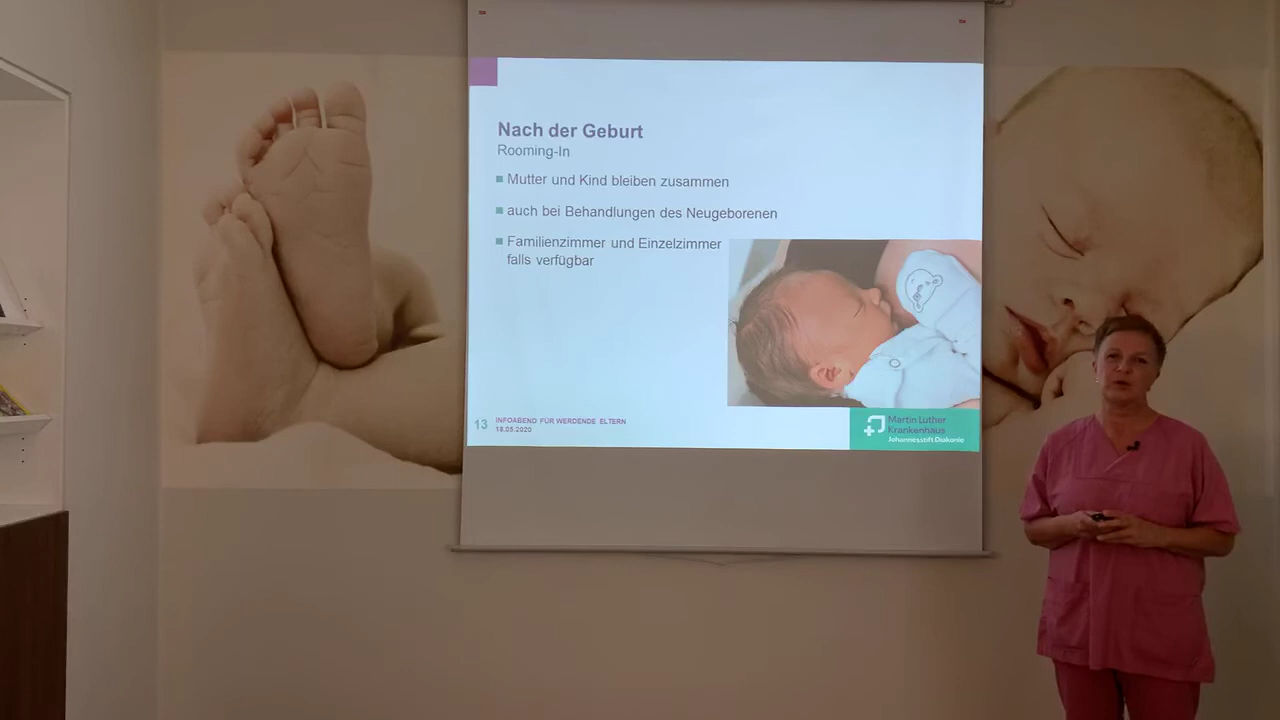 Nach der Geburt
Rooming-In
Mutter und Kind bleiben zusammen
auch bei Behandlungen des Neugeborenen
Familienzimmer und Einzelzimmer
falls verfügbar
13
INFOABEND FÜR WERDENDE ELTERN
18.05.2020
Martin Luther
Krankenhaus
Johannesstift Diakonie